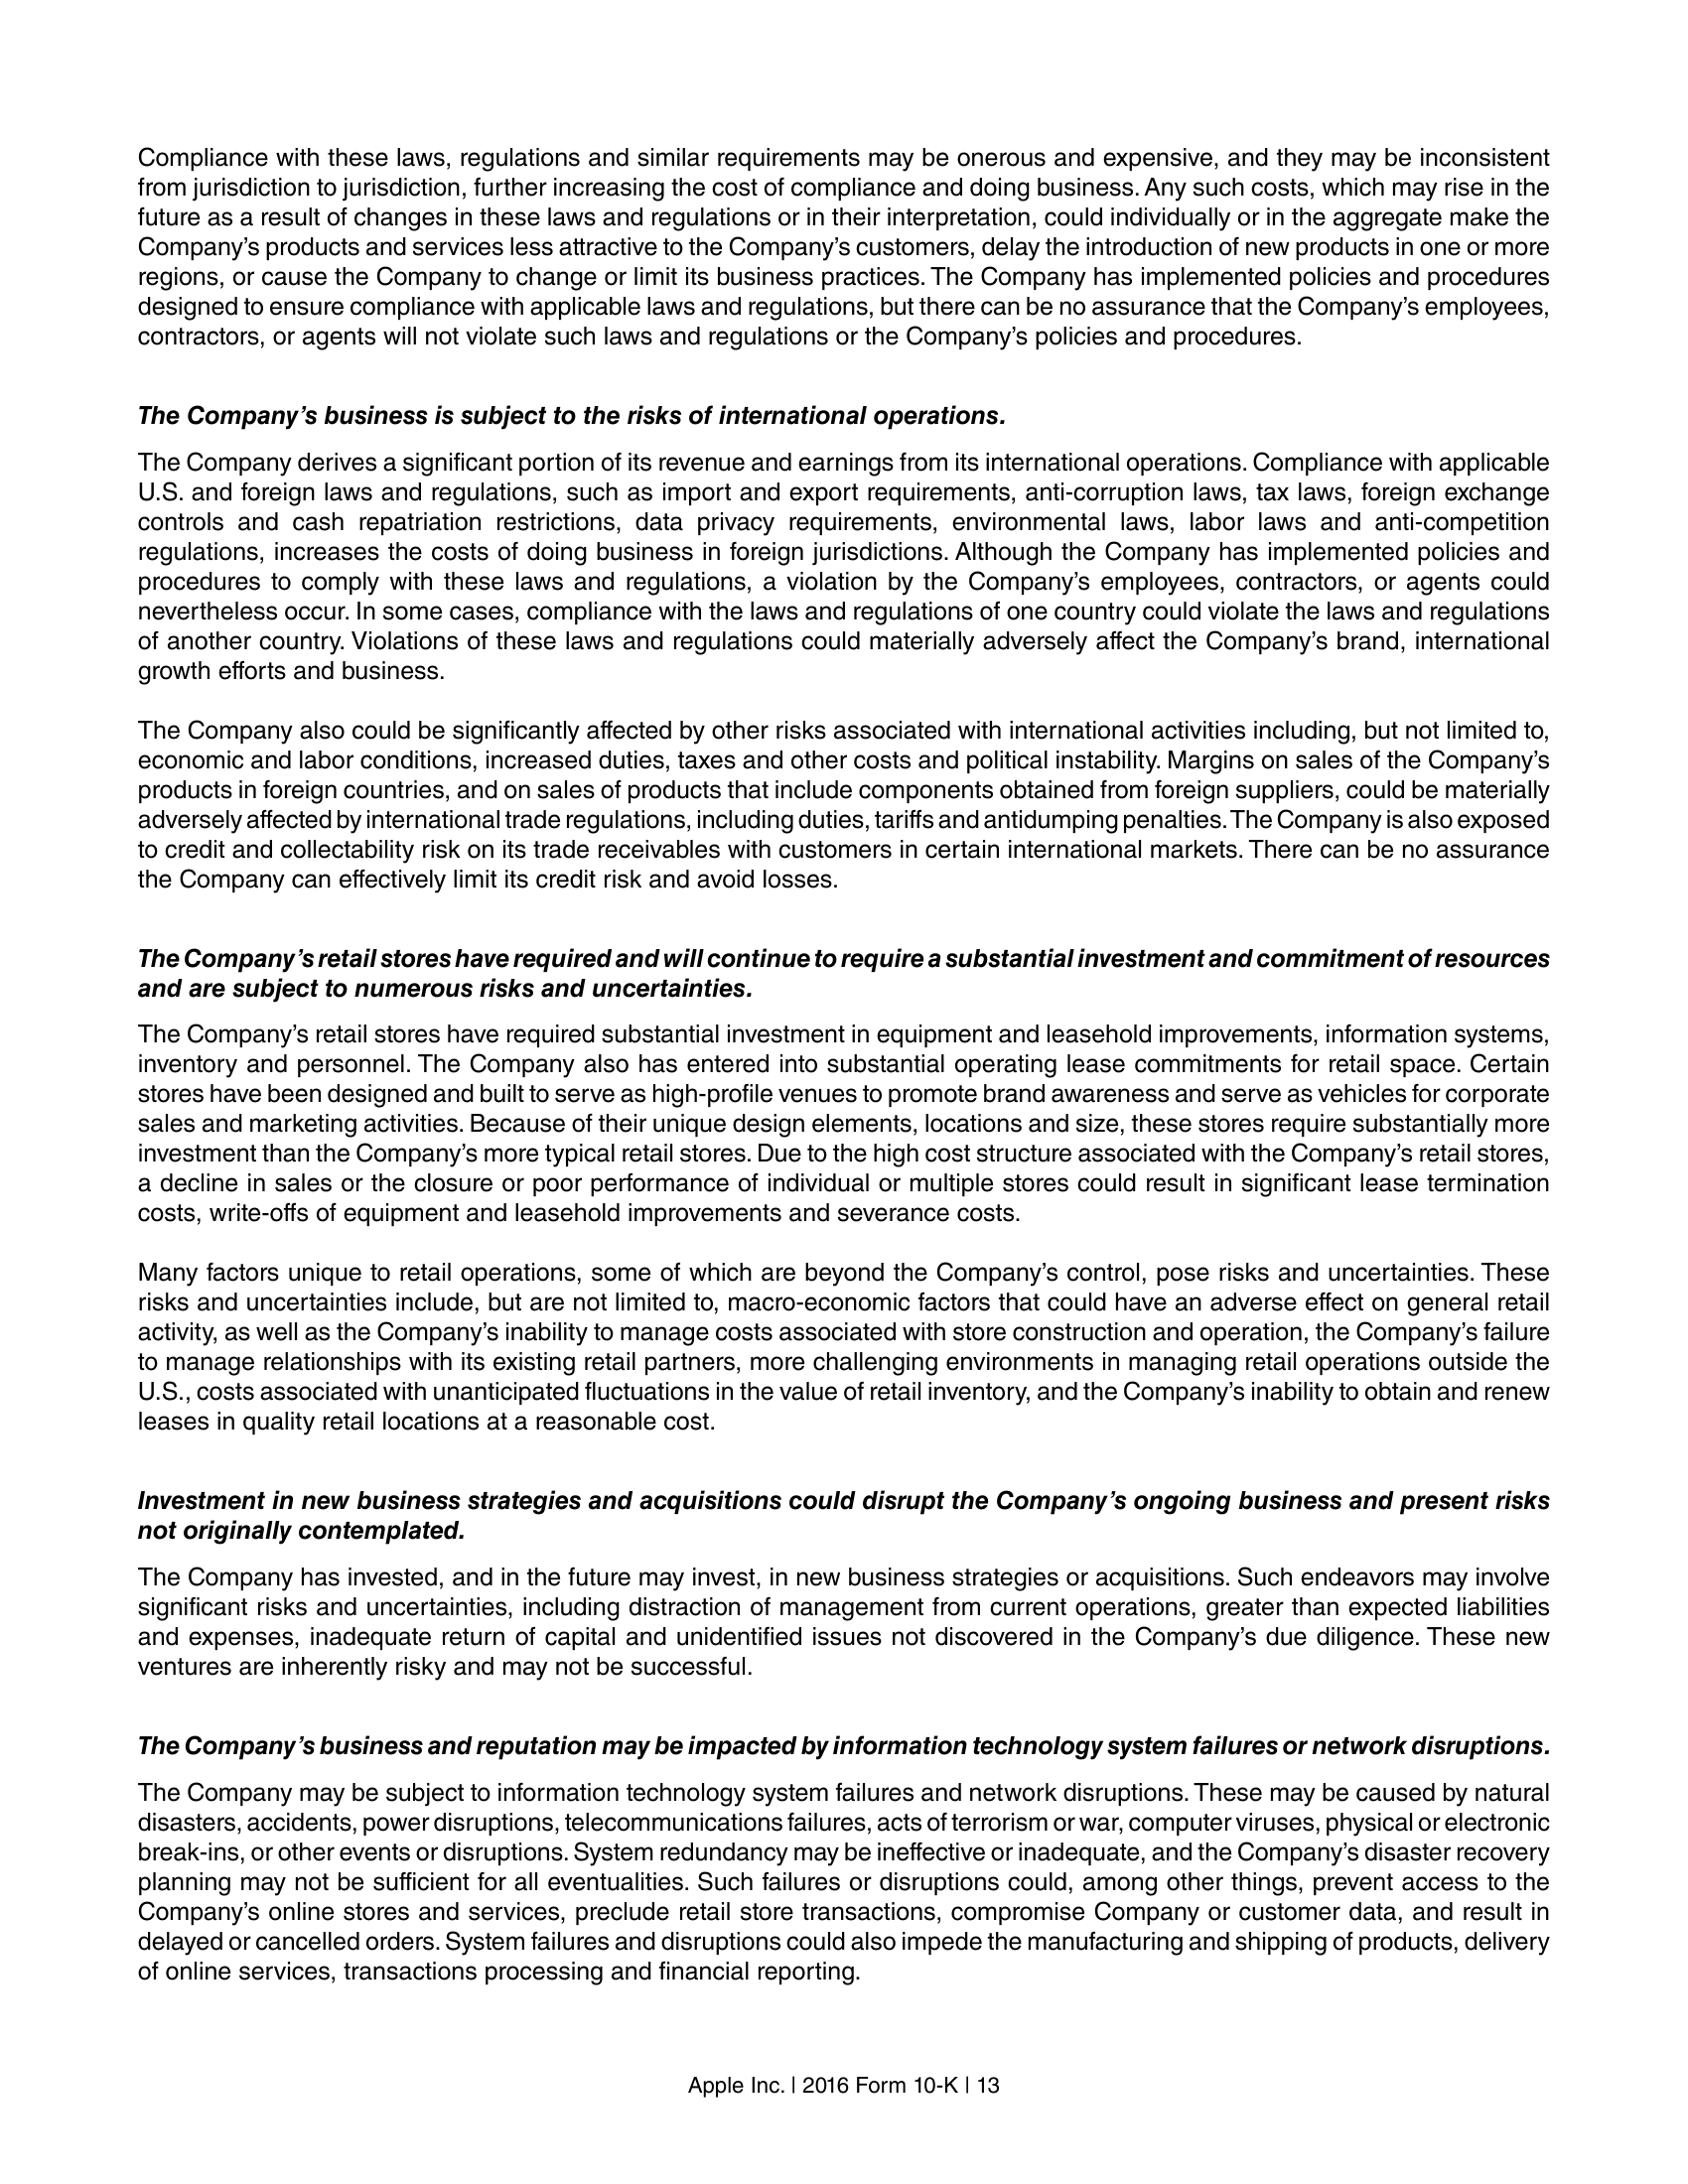 Compliance with these laws, regulations and similar requirements may be onerous and expensive, and they may be inconsistent
from jurisdiction to jurisdiction, further increasing the cost of compliance and doing business. Any such costs, which may rise in the
future as a result of changes in these laws and regulations or in their interpretation, could individually or in the aggregate make the
Company’s products and services less attractive to the Company’s customers, delay the introduction of new products in one or more
regions, or cause the Company to change or limit its business practices. The Company has implemented policies and procedures
designed to ensure compliance with applicable laws and regulations, but there can be no assurance that the Company’s employees,
contractors, or agents will not violate such laws and regulations or the Company’s policies and procedures.
The Company’s business is subject to the risks of international operations.
The Company derives a significant portion of its revenue and earnings from its international operations. Compliance with applicable
U.S. and foreign laws and regulations, such as import and export requirements, anti-corruption laws, tax laws, foreign exchange
controls and cash repatriation restrictions, data privacy requirements, environmental laws, labor laws and anti-competition
regulations, increases the costs of doing business in foreign jurisdictions. Although the Company has implemented policies and
procedures to comply with these laws and regulations, a violation by the Company’s employees, contractors, or agents could
nevertheless occur. In some cases, compliance with the laws and regulations of one country could violate the laws and regulations
of another country. Violations of these laws and regulations could materially adversely affect the Company’s brand, international
growth efforts and business.
The Company also could be significantly affected by other risks associated with international activities including, but not limited to,
economic and labor conditions, increased duties, taxes and other costs and political instability. Margins on sales of the Company’s
products in foreign countries, and on sales of products that include components obtained from foreign suppliers, could be materially
adversely affected by international trade regulations, including duties, tariffs and antidumping penalties. The Company is also exposed
to credit and collectability risk on its trade receivables with customers in certain international markets. There can be no assurance
the Company can effectively limit its credit risk and avoid losses.
The Company’s retail stores have required and will continue to require a substantial investment and commitment of resources
and are subject to numerous risks and uncertainties.
The Company’s retail stores have required substantial investment in equipment and leasehold improvements, information systems,
inventory and personnel. The Company also has entered into substantial operating lease commitments for retail space. Certain
stores have been designed and built to serve as high-profile venues to promote brand awareness and serve as vehicles for corporate
sales and marketing activities. Because of their unique design elements, locations and size, these stores require substantially more
investment than the Company’s more typical retail stores. Due to the high cost structure associated with the Company’s retail stores,
a decline in sales or the closure or poor performance of individual or multiple stores could result in significant lease termination
costs, write-offs of equipment and leasehold improvements and severance costs.
Many factors unique to retail operations, some of which are beyond the Company’s control, pose risks and uncertainties. These
risks and uncertainties include, but are not limited to, macro-economic factors that could have an adverse effect on general retail
activity, as well as the Company’s inability to manage costs associated with store construction and operation, the Company’s failure
to manage relationships with its existing retail partners, more challenging environments in managing retail operations outside the
U.S., costs associated with unanticipated fluctuations in the value of retail inventory, and the Company’s inability to obtain and renew
leases in quality retail locations at a reasonable cost.
Investment in new business strategies and acquisitions could disrupt the Company’s ongoing business and present risks
not originally contemplated.
The Company has invested, and in the future may invest, in new business strategies or acquisitions. Such endeavors may involve
significant risks and uncertainties, including distraction of management from current operations, greater than expected liabilities
and expenses, inadequate return of capital and unidentified issues not discovered in the Company’s due diligence. These new
ventures are inherently risky and may not be successful.
The Company’s business and reputation may be impacted by information technology system failures or network disruptions.
The Company may be subject to information technology system failures and network disruptions. These may be caused by natural
disasters, accidents, power disruptions, telecommunications failures, acts of terrorism or war, computer viruses, physical or electronic
break-ins, or other events or disruptions. System redundancy may be ineffective or inadequate, and the Company’s disaster recovery
planning may not be sufficient for all eventualities. Such failures or disruptions could, among other things, prevent access to the
Company’s online stores and services, preclude retail store transactions, compromise Company or customer data, and result in
delayed or cancelled orders. System failures and disruptions could also impede the manufacturing and shipping of products, delivery
of online services, transactions processing and financial reporting.
Apple Inc. | 2016 Form 10-K | 13